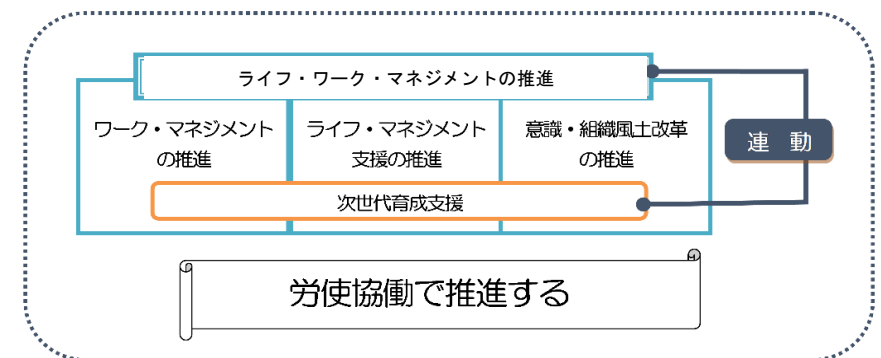 ライフ・ワーク・マネジメントの推進
ワーク・マネジメント
の推進
ライフ・マネジメント
支援の推進
意識・組織風土改革
の推進
連 動
次世代育成支援
労使協働で推進する